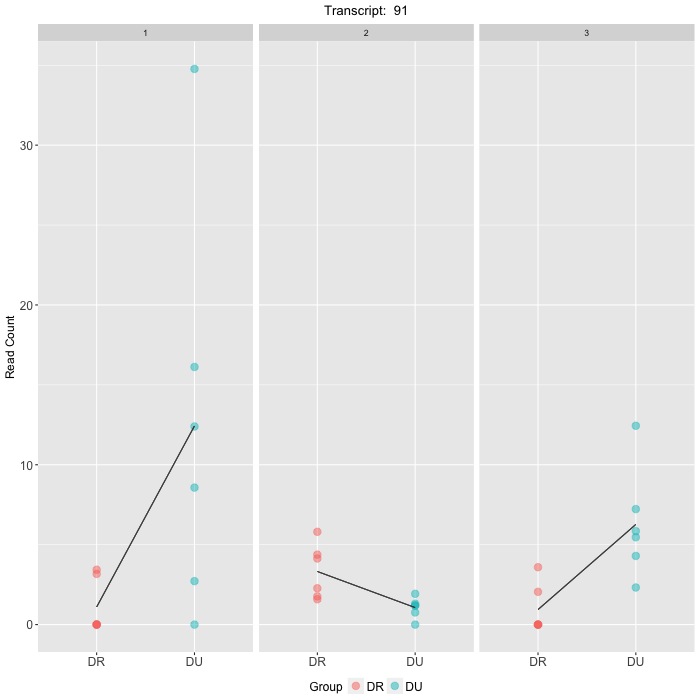 Transcript: 91
1 2 3
Read Count
30
20
10
0
DR DU DR DU DR DU
Group DR DU